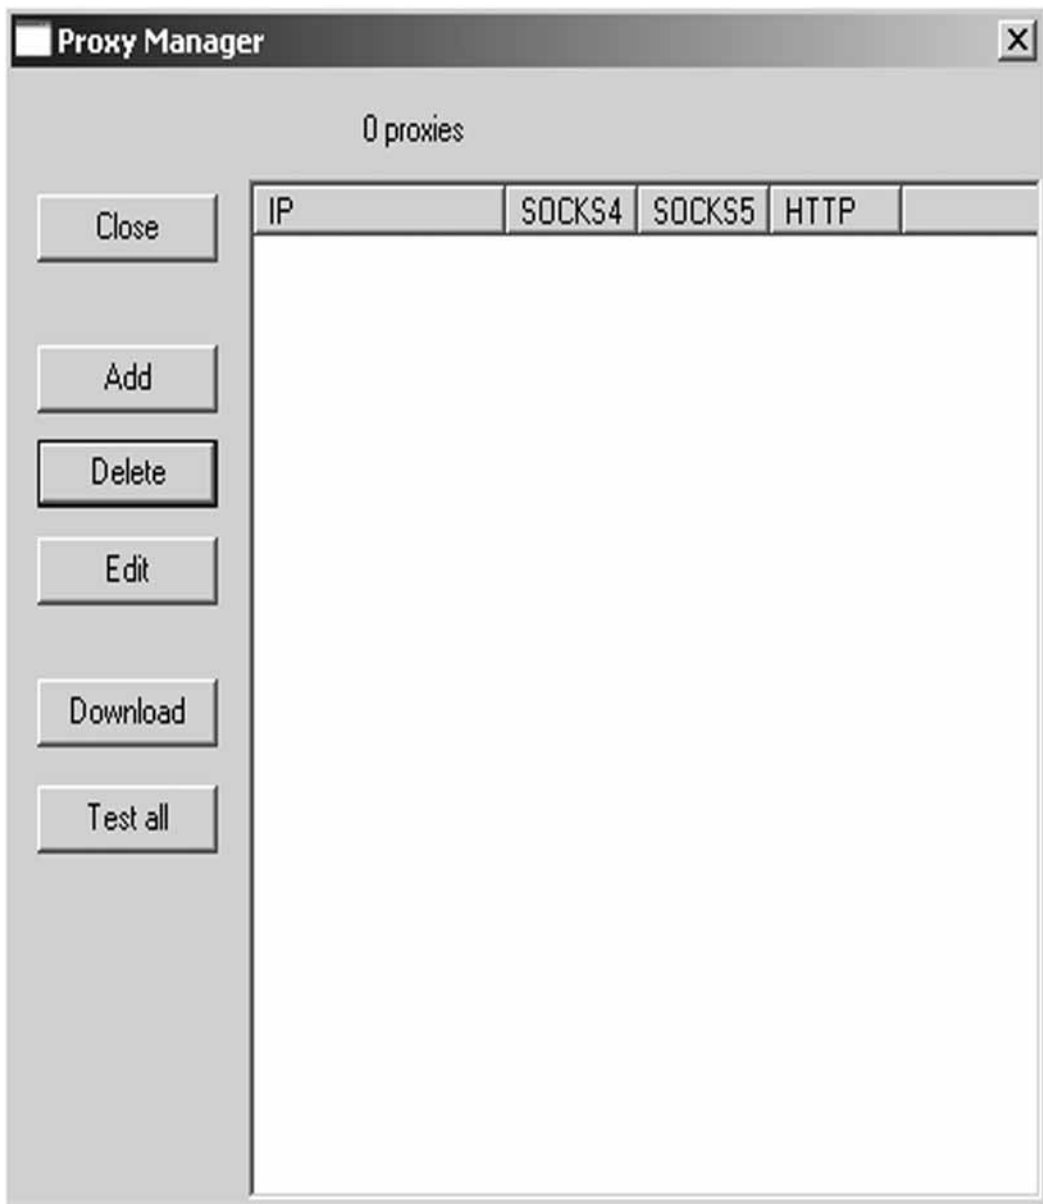 Proxy Manager
0 proxies
Close
IP SOCKS4 SOCKS5 HTTP
Add
Delete
Edit
Download
Test all